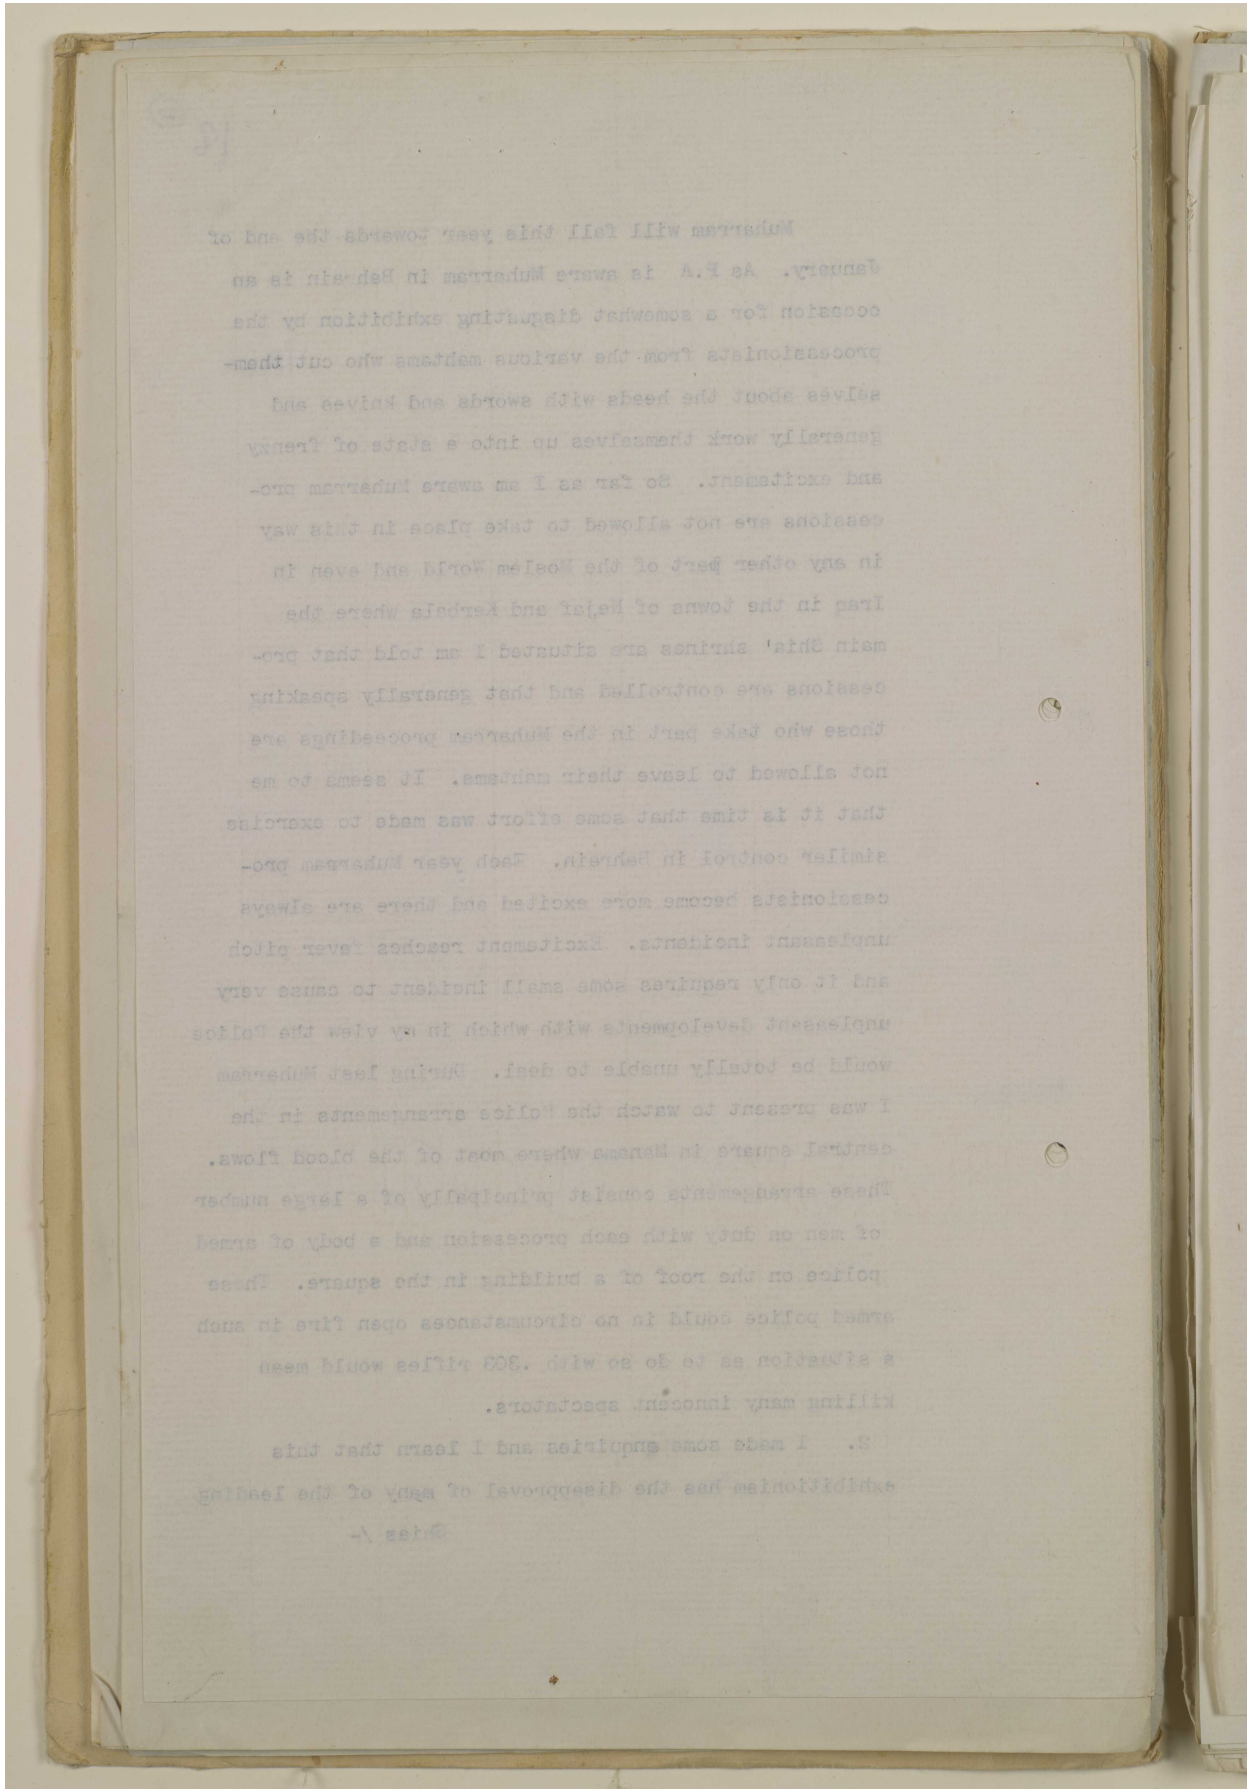 19
Muharram will fall this year towards the end of
January. As P.A is aware Muharram in Bahrain is an
occasion for a somewhat disgusting exhibition by the
processionists from the various mahtams who cut them-
selves about the heads with swords and knives and
generally work themselves up into a state of frenzy
and excitement. So far as I am aware Muharram pro-
cessions are not allowed to take place in this way
in any other part of the Moslem World and even in
Iraq in the towns of Nejaf and Kerbala where the
main Shia' shrines are situated I am told that pro-
cessions are controlled and that generally speaking
those who take part in the Muharram proceedings are
not allowed to leave their mahtams. It seems to me
that it is time that some effort was made to exercise
similar control in Bahrain. Each year Muharram pro-
cessionists become more excited and there are always
unpleasant incidents. Excitement reaches fever pitch
and it only requires some small incident to cause very
unpleasant developments with which in my view the Police
would be totally unable to deal. During last Muharram
I was present to watch the Police arrangements in the
central square in Manama where most of the blood flows.
These arrangements consist principally of a large number
of men on duty with each procession and a body of armed
police on the roof of a building in the square. These
armed police could in no circumstances open fire in such
a situation as to do so with .303 rifles would mean
killing many innocent spectators.
2. I made some enquiries and I learn that this
exhibitionism has the disapproval of many of the leading
Shias /-